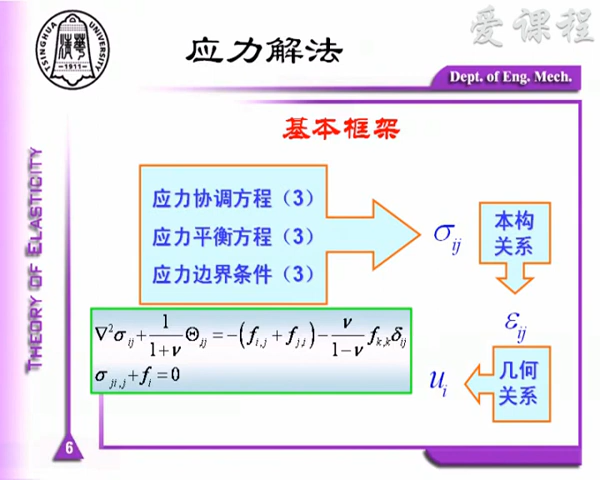 爱课程
TSINGHUA UNIVERSITY
-1911-
应力解法
Dept. of Eng. Mech.
基本框架
THEORY OF ELASTICITY
应力协调方程（3）
应力平衡方程（3）
应力边界条件（3）
σij
本构
关系
∇²σij + 1/(1+ν) Θ,ij = −(fi,j + fj,i) − ν/(1−ν) fk,k δij
σji,j + fi = 0
εij
几何
关系
ui
6